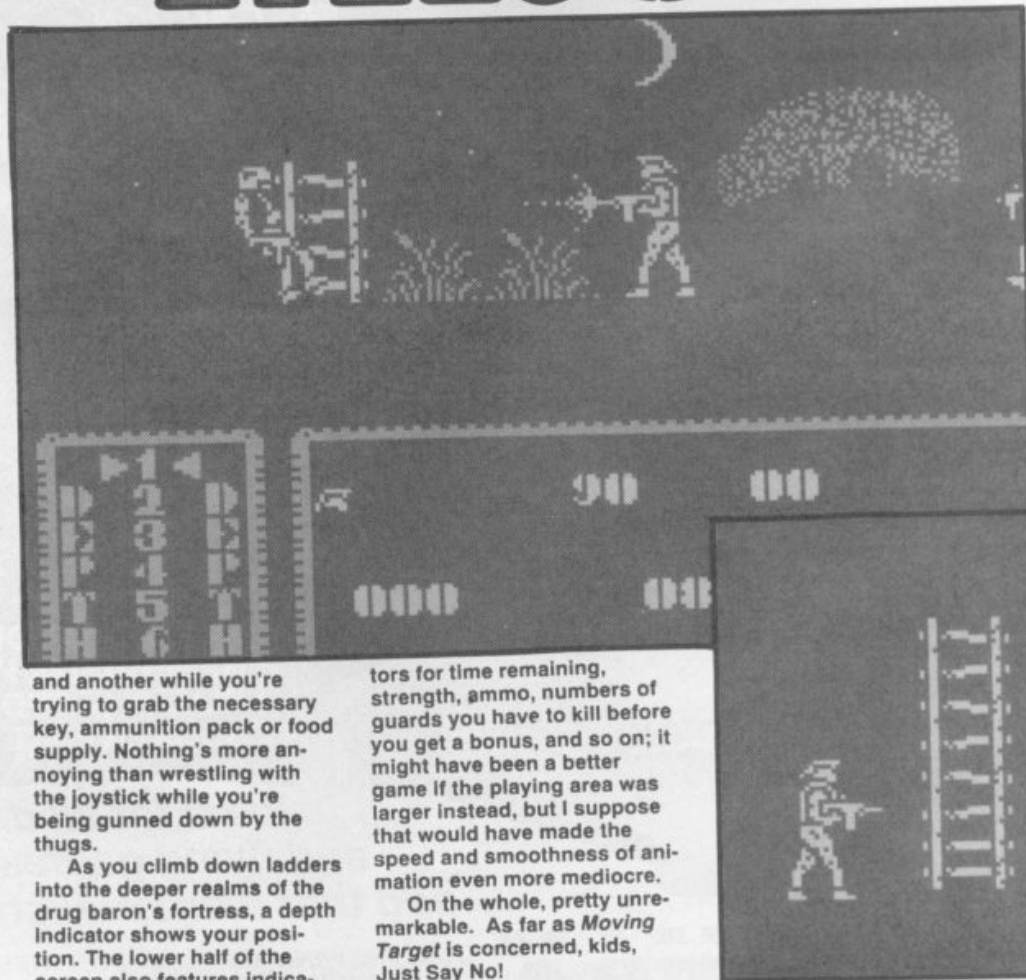 ▶1◀
D 2 D
E 3 E
P 4 P
T 5 T
H 6 H
90 00
000 00
and another while you're
trying to grab the necessary
key, ammunition pack or food
supply. Nothing's more an-
noying than wrestling with
the joystick while you're
being gunned down by the
thugs.
As you climb down ladders
into the deeper realms of the
drug baron's fortress, a depth
indicator shows your posi-
tion. The lower half of the
screen also features indica-
tors for time remaining,
strength, ammo, numbers of
guards you have to kill before
you get a bonus, and so on; it
might have been a better
game if the playing area was
larger instead, but I suppose
that would have made the
speed and smoothness of ani-
mation even more mediocre.
On the whole, pretty unre-
markable. As far as Moving
Target is concerned, kids,
Just Say No!